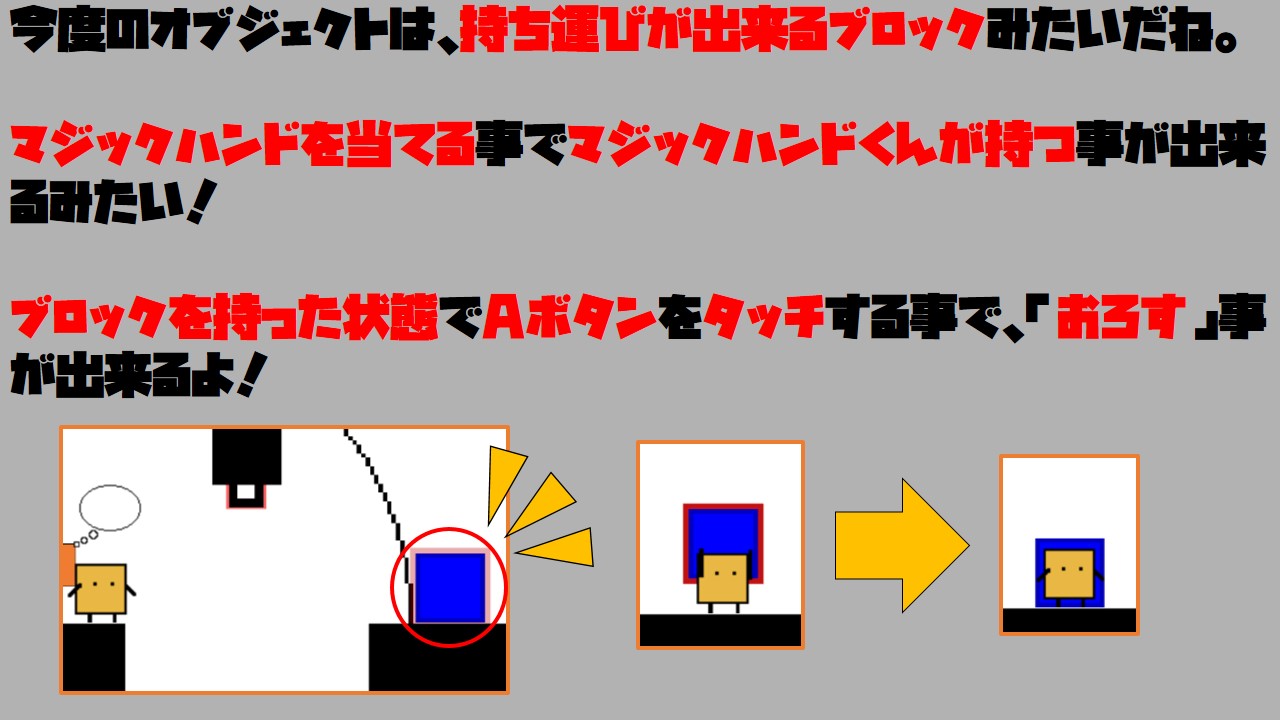 今度のオブジェクトは、持ち運びが出来るブロックみたいだね。
マジックハンドを当てる事でマジックハンドくんが持つ事が出来
るみたい！
ブロックを持った状態でAボタンをタッチする事で、「おろす」事
が出来るよ！